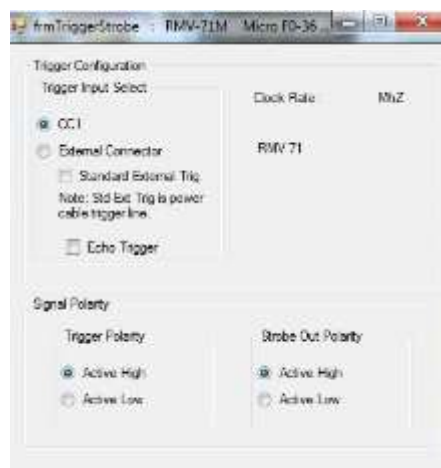 frmTriggerStrobe : RMV-71M Micro F0-36
Trigger Configuration
Trigger Input Select
CC1
External Connector
Standard External Trig
Note: Std Ext Trig is power
cable trigger line.
Echo Trigger
Clock Rate MhZ
RMV 71
Signal Polarity
Trigger Polarity
Active High
Active Low
Strobe Out Polarity
Active High
Active Low